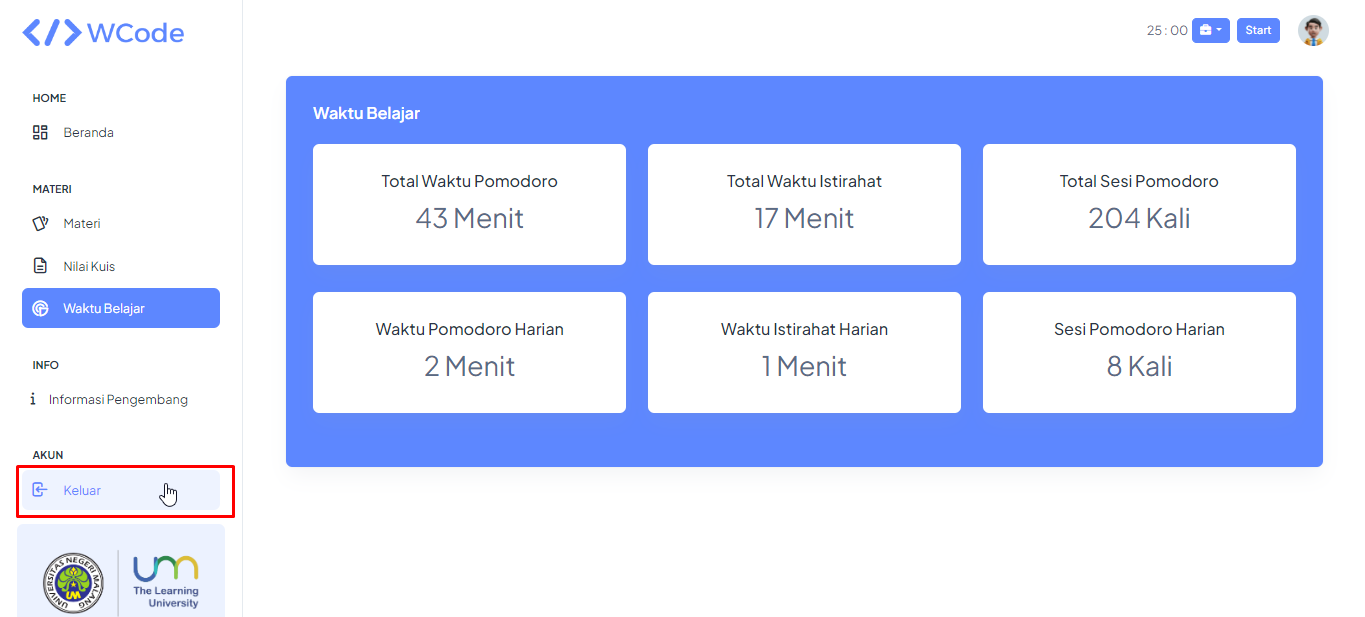 </> WCode
25 : 00
Start
HOME
Beranda
MATERI
Materi
Nilai Kuis
Waktu Belajar
INFO
Informasi Pengembang
AKUN
Keluar
UNIVERSITAS NEGERI MALANG
UM
um
The Learning
University
Waktu Belajar
Total Waktu Pomodoro
43 Menit
Total Waktu Istirahat
17 Menit
Total Sesi Pomodoro
204 Kali
Waktu Pomodoro Harian
2 Menit
Waktu Istirahat Harian
1 Menit
Sesi Pomodoro Harian
8 Kali